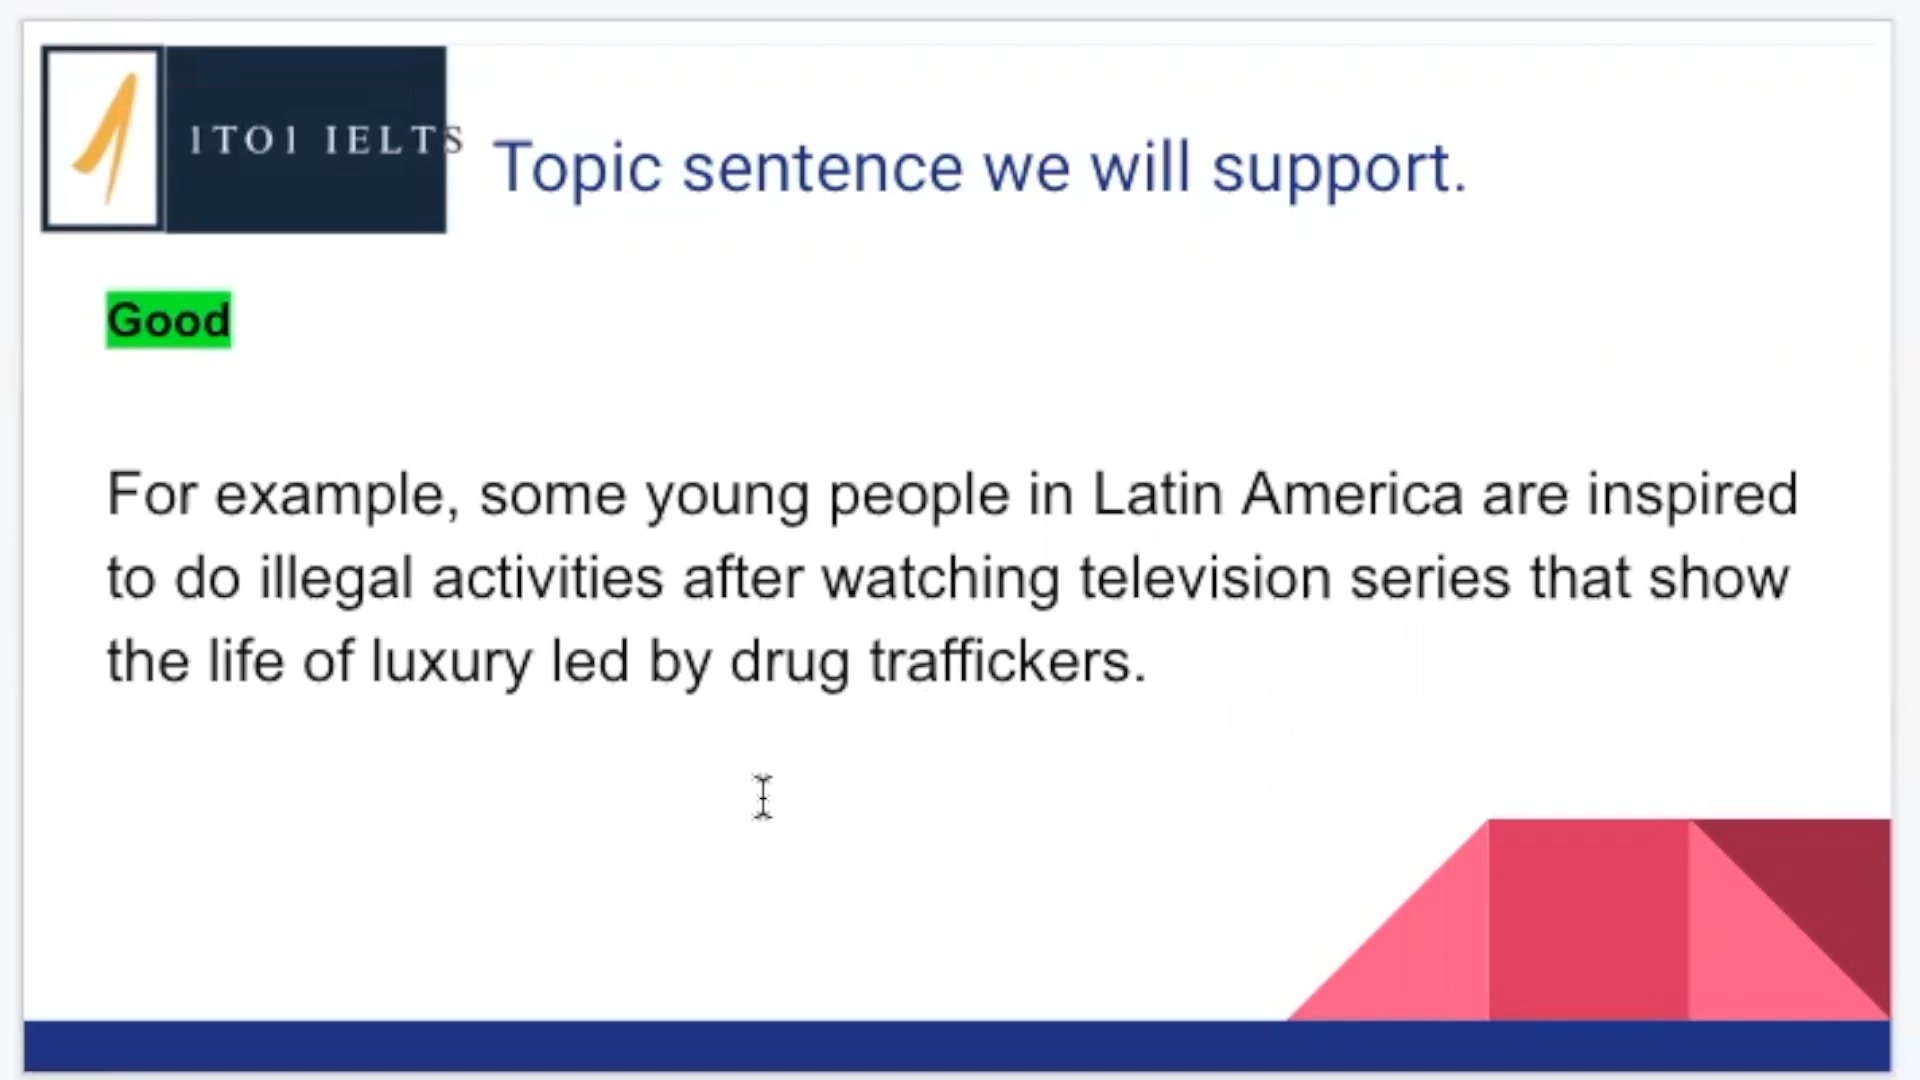 1TO1 IELTS
Topic sentence we will support.
Good
For example, some young people in Latin America are inspired
to do illegal activities after watching television series that show
the life of luxury led by drug traffickers.